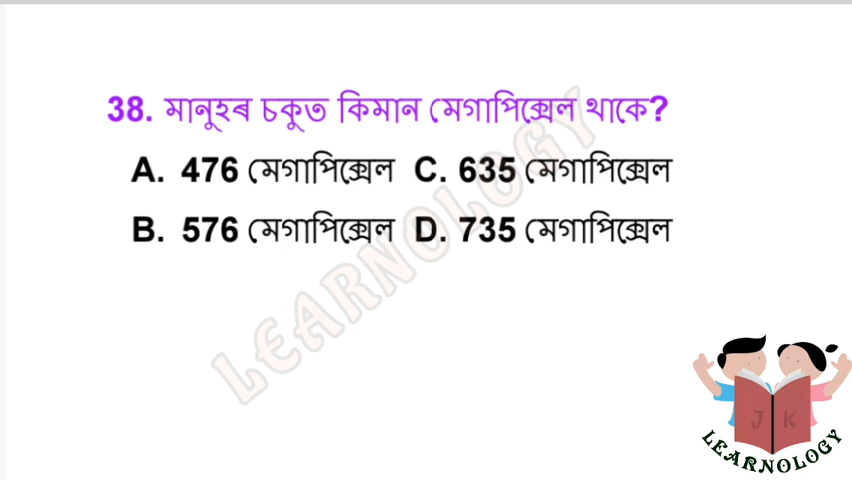 38. মানুহৰ চকুত কিমান মেগাপিক্সেল থাকে?
A. 476 মেগাপিক্সেল C. 635 মেগাপিক্সেল
B. 576 মেগাপিক্সেল D. 735 মেগাপিক্সেল
LEARNOLOGY
J K
LEARNOLOGY